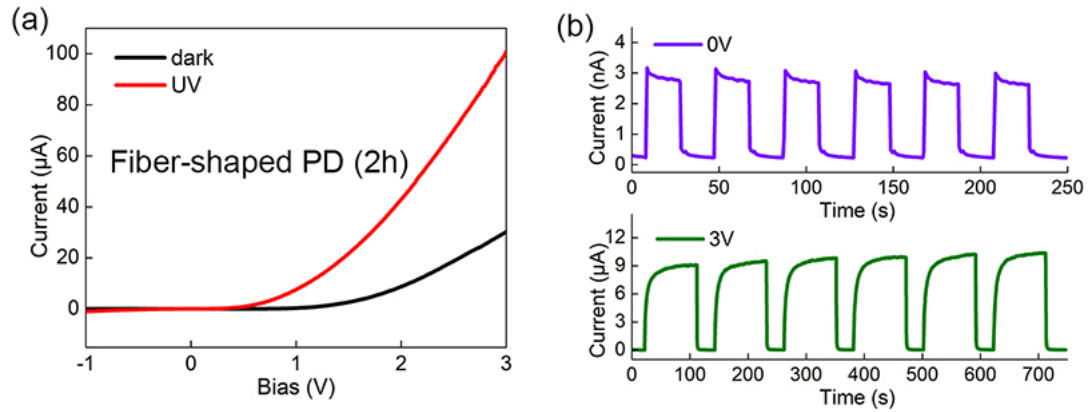 (a)
100
80
60
40
20
0
Current (µA)
dark
UV
Fiber-shaped PD (2h)
-1 0 1 2 3
Bias (V)
(b)
4
3
2
1
0
Current (nA)
0V
0 50 100 150 200 250
Time (s)
12
9
6
3
0
Current (µA)
3V
0 100 200 300 400 500 600 700
Time (s)